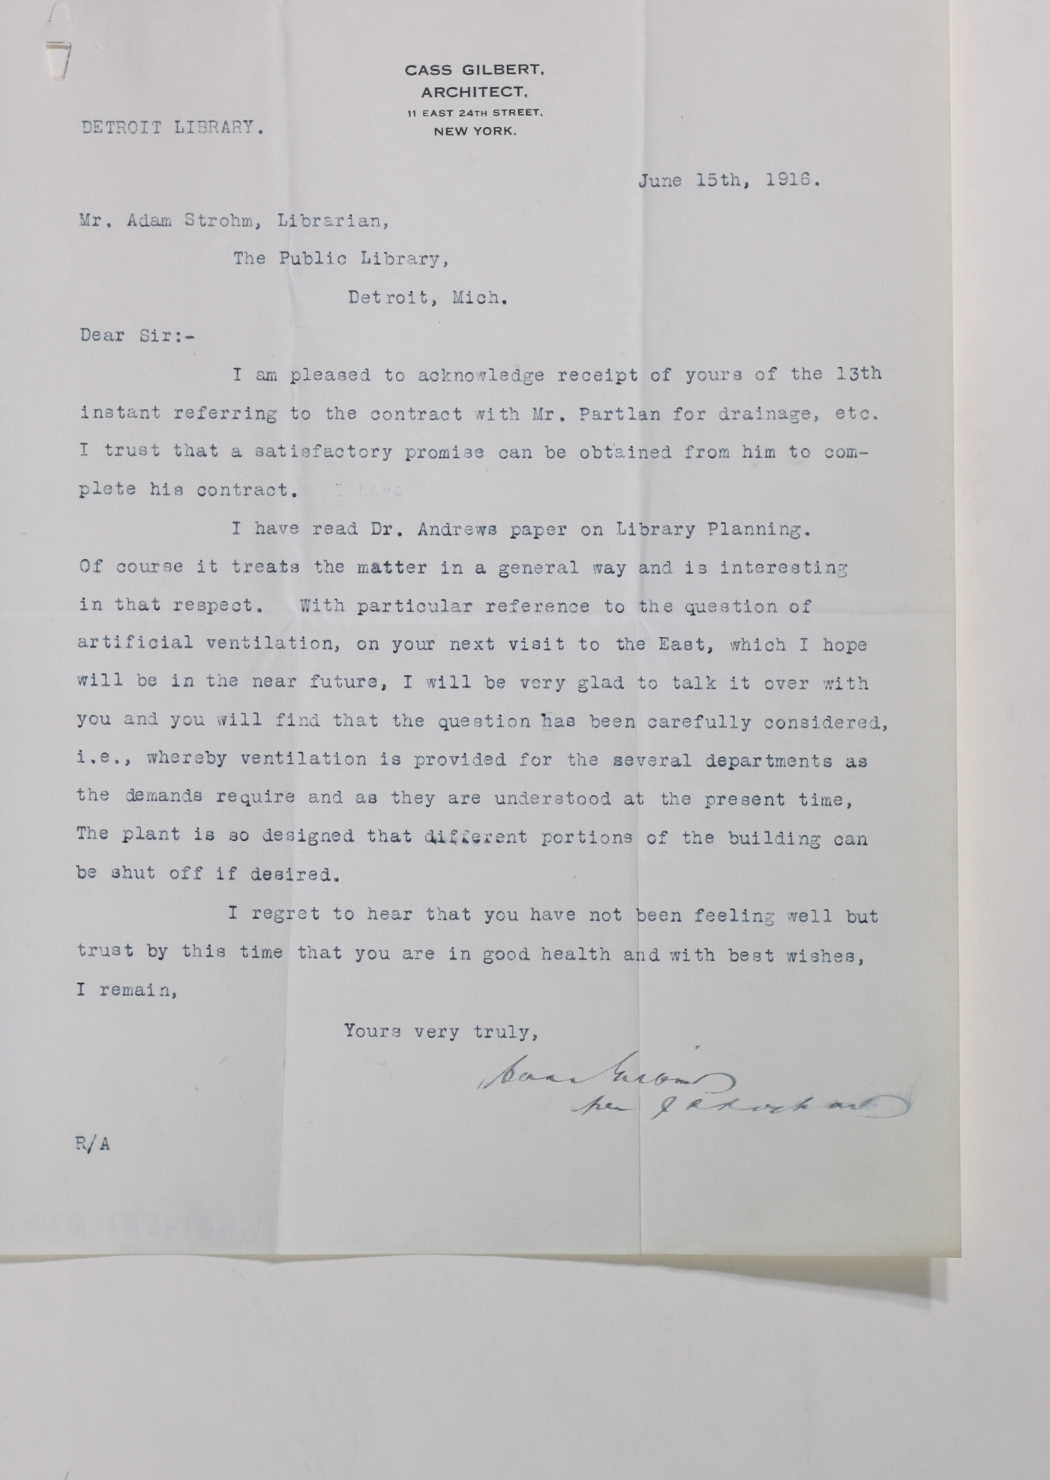 CASS GILBERT,
ARCHITECT,
11 EAST 24TH STREET,
NEW YORK.
DETROIT LIBRARY.
June 15th, 1916.
Mr. Adam Strohm, Librarian,
The Public Library,
Detroit, Mich.
Dear Sir:-
I am pleased to acknowledge receipt of yours of the 13th
instant referring to the contract with Mr. Partlan for drainage, etc.
I trust that a satisfactory promise can be obtained from him to com-
plete his contract. I have
I have read Dr. Andrews paper on Library Planning.
Of course it treats the matter in a general way and is interesting
in that respect. With particular reference to the question of
artificial ventilation, on your next visit to the East, which I hope
will be in the near future, I will be very glad to talk it over with
you and you will find that the question has been carefully considered,
i.e., whereby ventilation is provided for the several departments as
the demands require and as they are understood at the present time,
The plant is so designed that different portions of the building can
be shut off if desired.
I regret to hear that you have not been feeling well but
trust by this time that you are in good health and with best wishes,
I remain,
Yours very truly,
Cass Gilbert
per
R/A